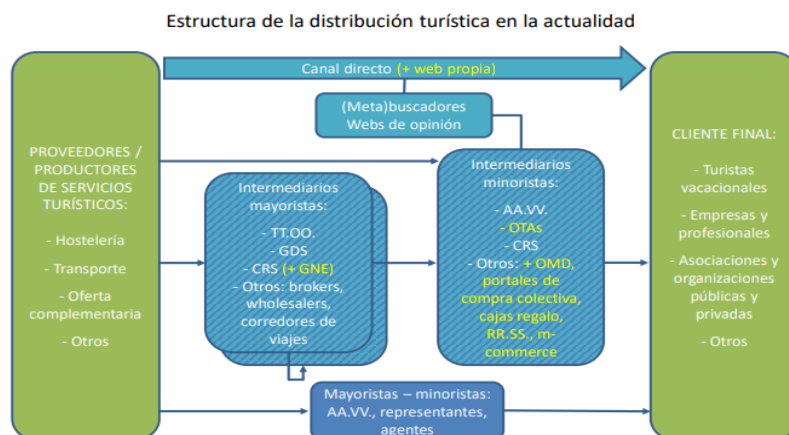 Estructura de la distribución turística en la actualidad
Canal directo (+ web propia)
(Meta)buscadores
Webs de opinión
PROVEEDORES /
PRODUCTORES
DE SERVICIOS
TURÍSTICOS:
- Hostelería
- Transporte
- Oferta
complementaria
- Otros
Intermediarios
mayoristas:
- TT.OO.
- GDS
- CRS (+ GNE)
- Otros: brokers,
wholesalers,
corredores de
viajes
Intermediarios
minoristas:
- AA.VV.
- OTAs
- CRS
- Otros: + OMD,
portales de
compra colectiva,
cajas regalo,
RR.SS., m-
commerce
Mayoristas – minoristas:
AA.VV., representantes,
agentes
CLIENTE FINAL:
- Turistas
vacacionales
- Empresas y
profesionales
- Asociaciones y
organizaciones
públicas y
privadas
- Otros